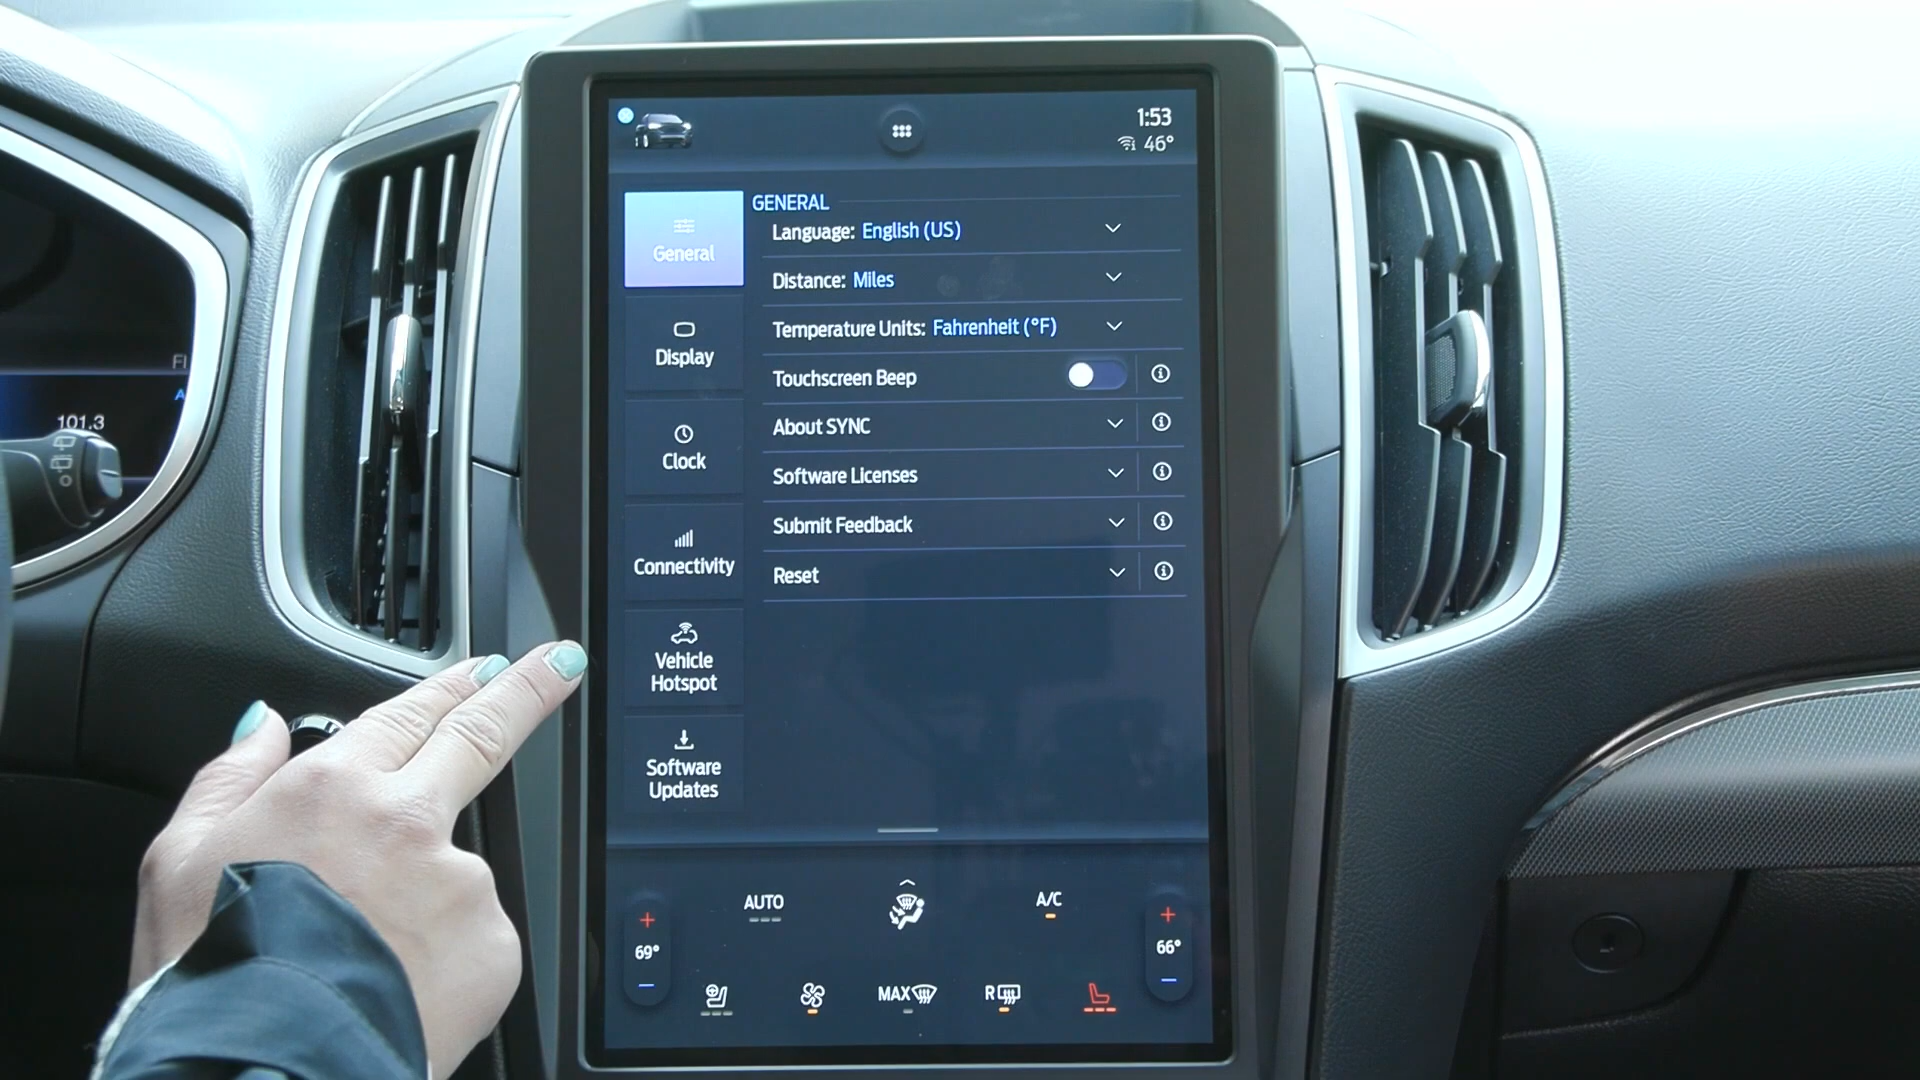 1:53
46°
General
Display
Clock
Connectivity
Vehicle
Hotspot
Software
Updates
GENERAL
Language: English (US)
Distance: Miles
Temperature Units: Fahrenheit (°F)
Touchscreen Beep
About SYNC
Software Licenses
Submit Feedback
Reset
101.3
AUTO
A/C
+
69°
−
+
66°
−
MAX
R